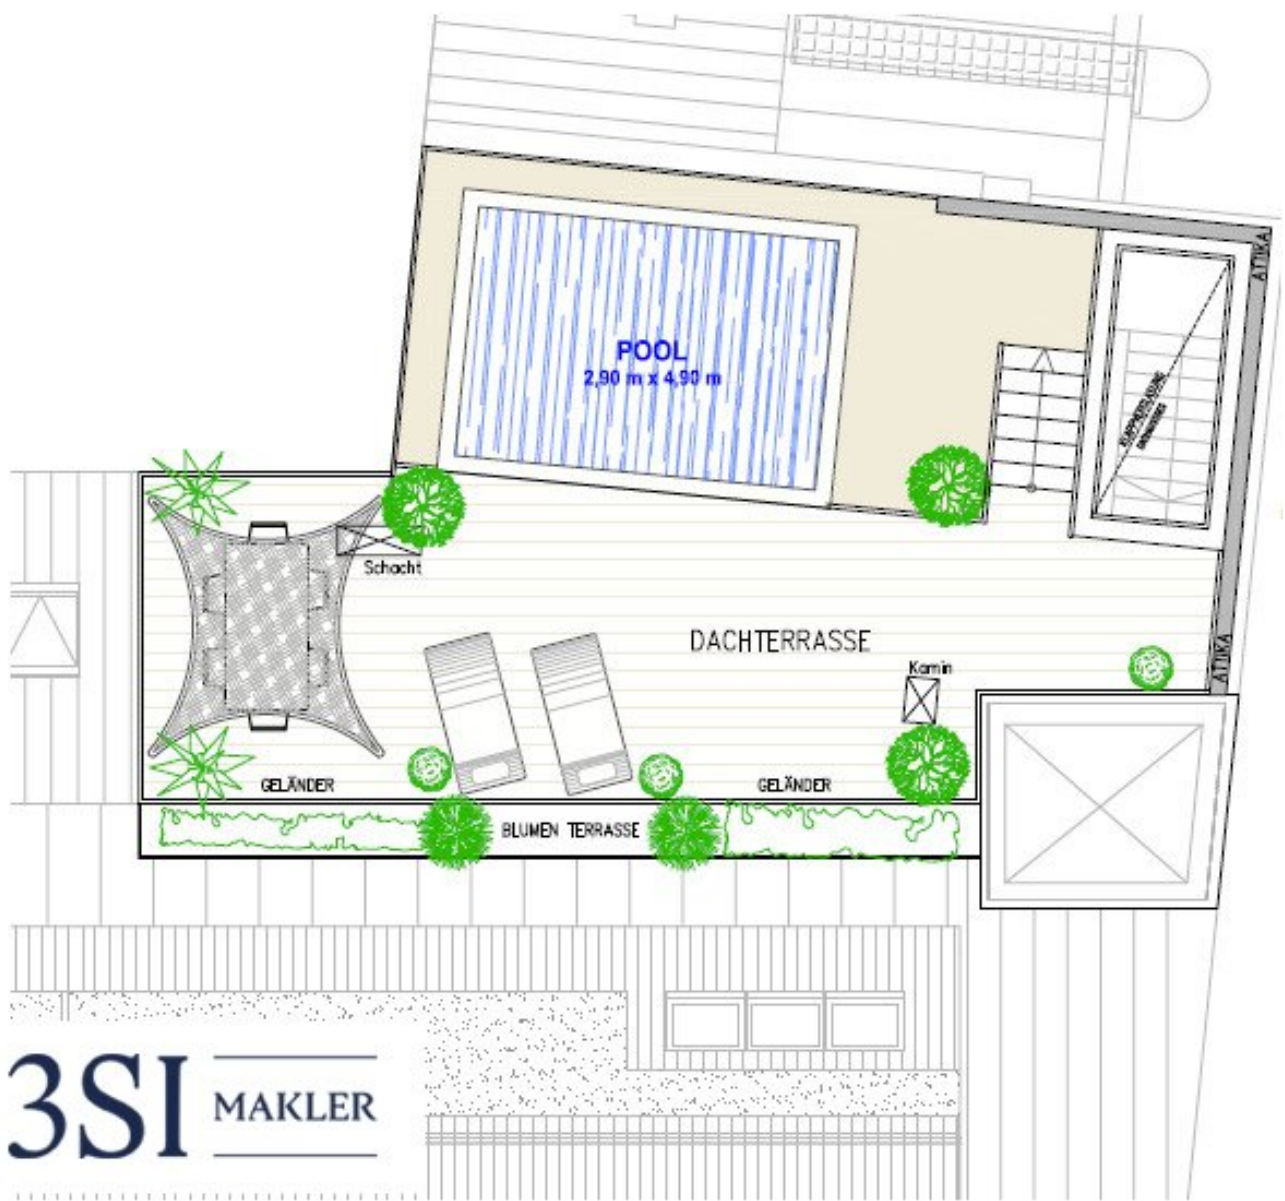 ATTIKA
POOL
2,90 m x 4,90 m
Schacht
DACHTERRASSE
ATTIKA
Kamin
GELÄNDER
GELÄNDER
BLUMEN TERRASSE
3SI MAKLER